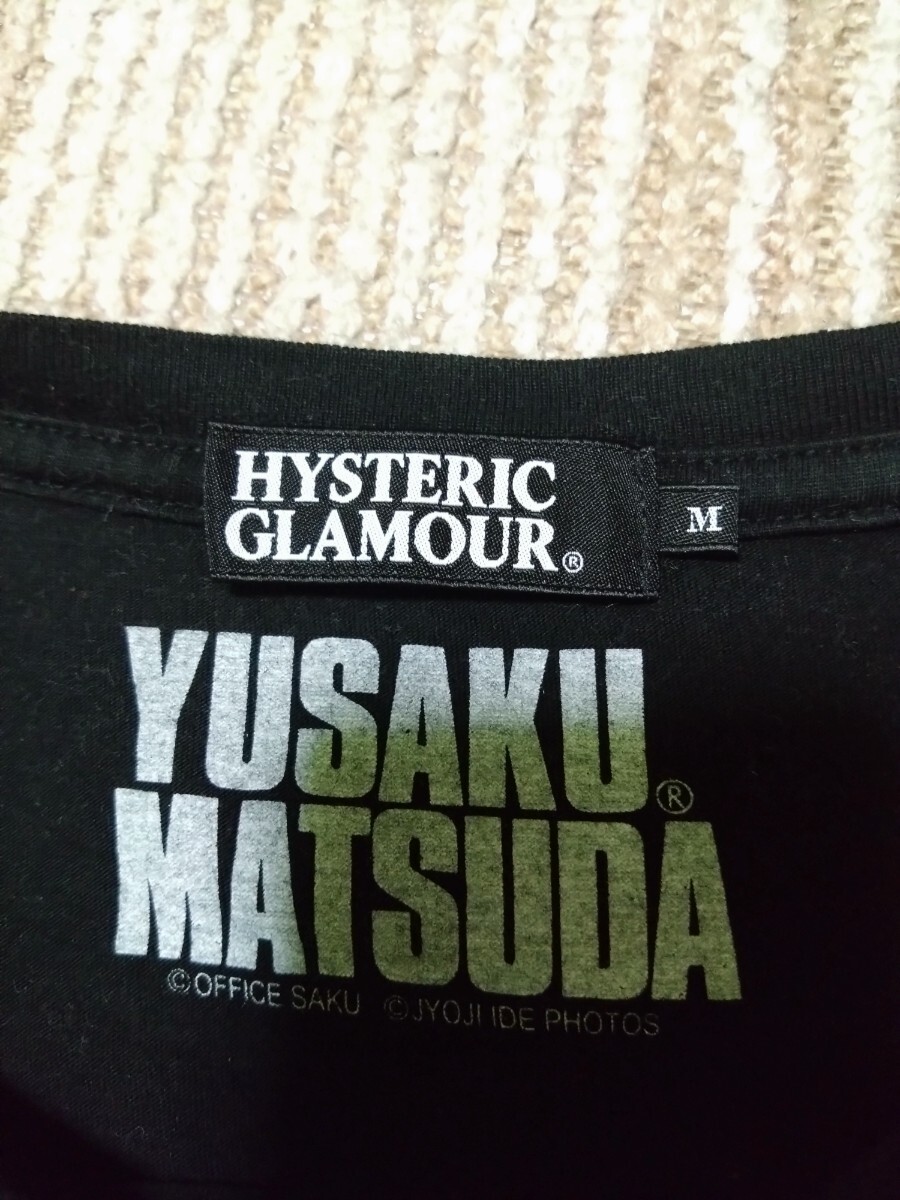 HYSTERIC
GLAMOUR®
M
YUSAKU®
MATSUDA
©OFFICE SAKU ©JYOJI IDE PHOTOS